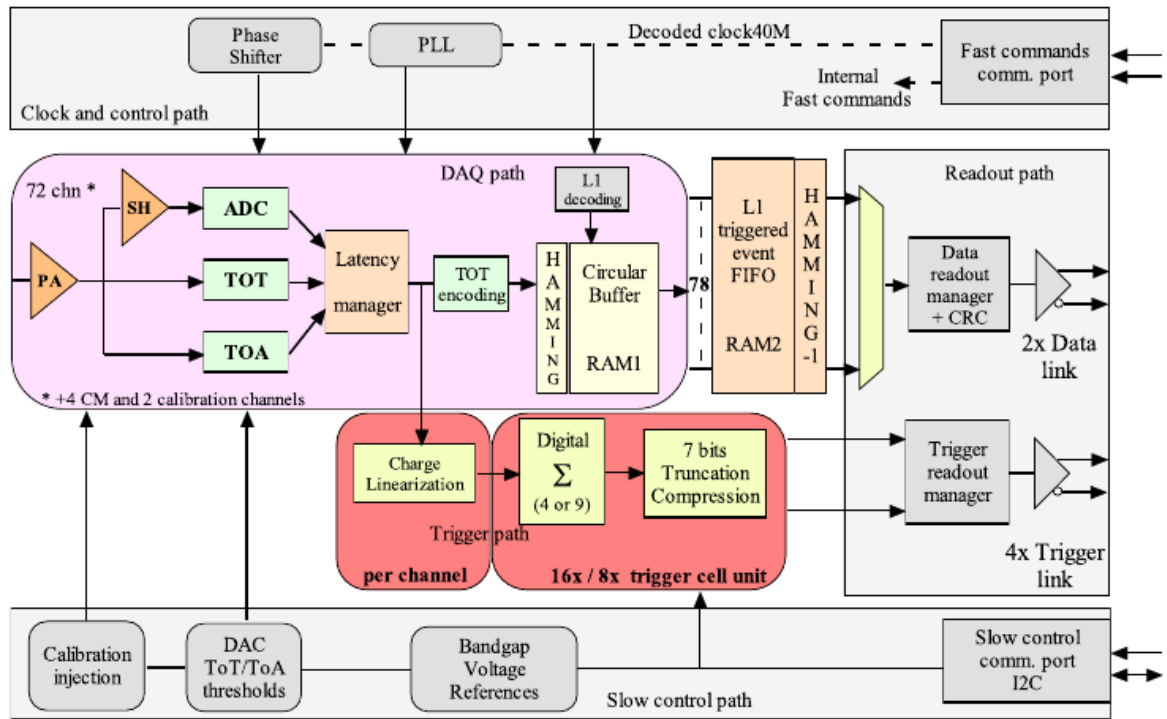 Phase
Shifter
PLL
Decoded clock40M
Internal
Fast commands
Fast commands
comm. port
Clock and control path
72 chn *
DAQ path
SH
PA
ADC
TOT
TOA
Latency
manager
TOT
encoding
L1
decoding
HAMMING
Circular
Buffer
RAM1
78
L1
triggered
event
FIFO
RAM2
HAMMING-1
Readout path
Data
readout
manager
+ CRC
2x Data
link
* +4 CM and 2 calibration channels
Charge
Linearization
Digital
Σ
(4 or 9)
7 bits
Truncation
Compression
Trigger path
per channel
16x / 8x trigger cell unit
Trigger
readout
manager
4x Trigger
link
Calibration
injection
DAC
ToT/ToA
thresholds
Bandgap
Voltage
References
Slow control
comm. port
I2C
Slow control path